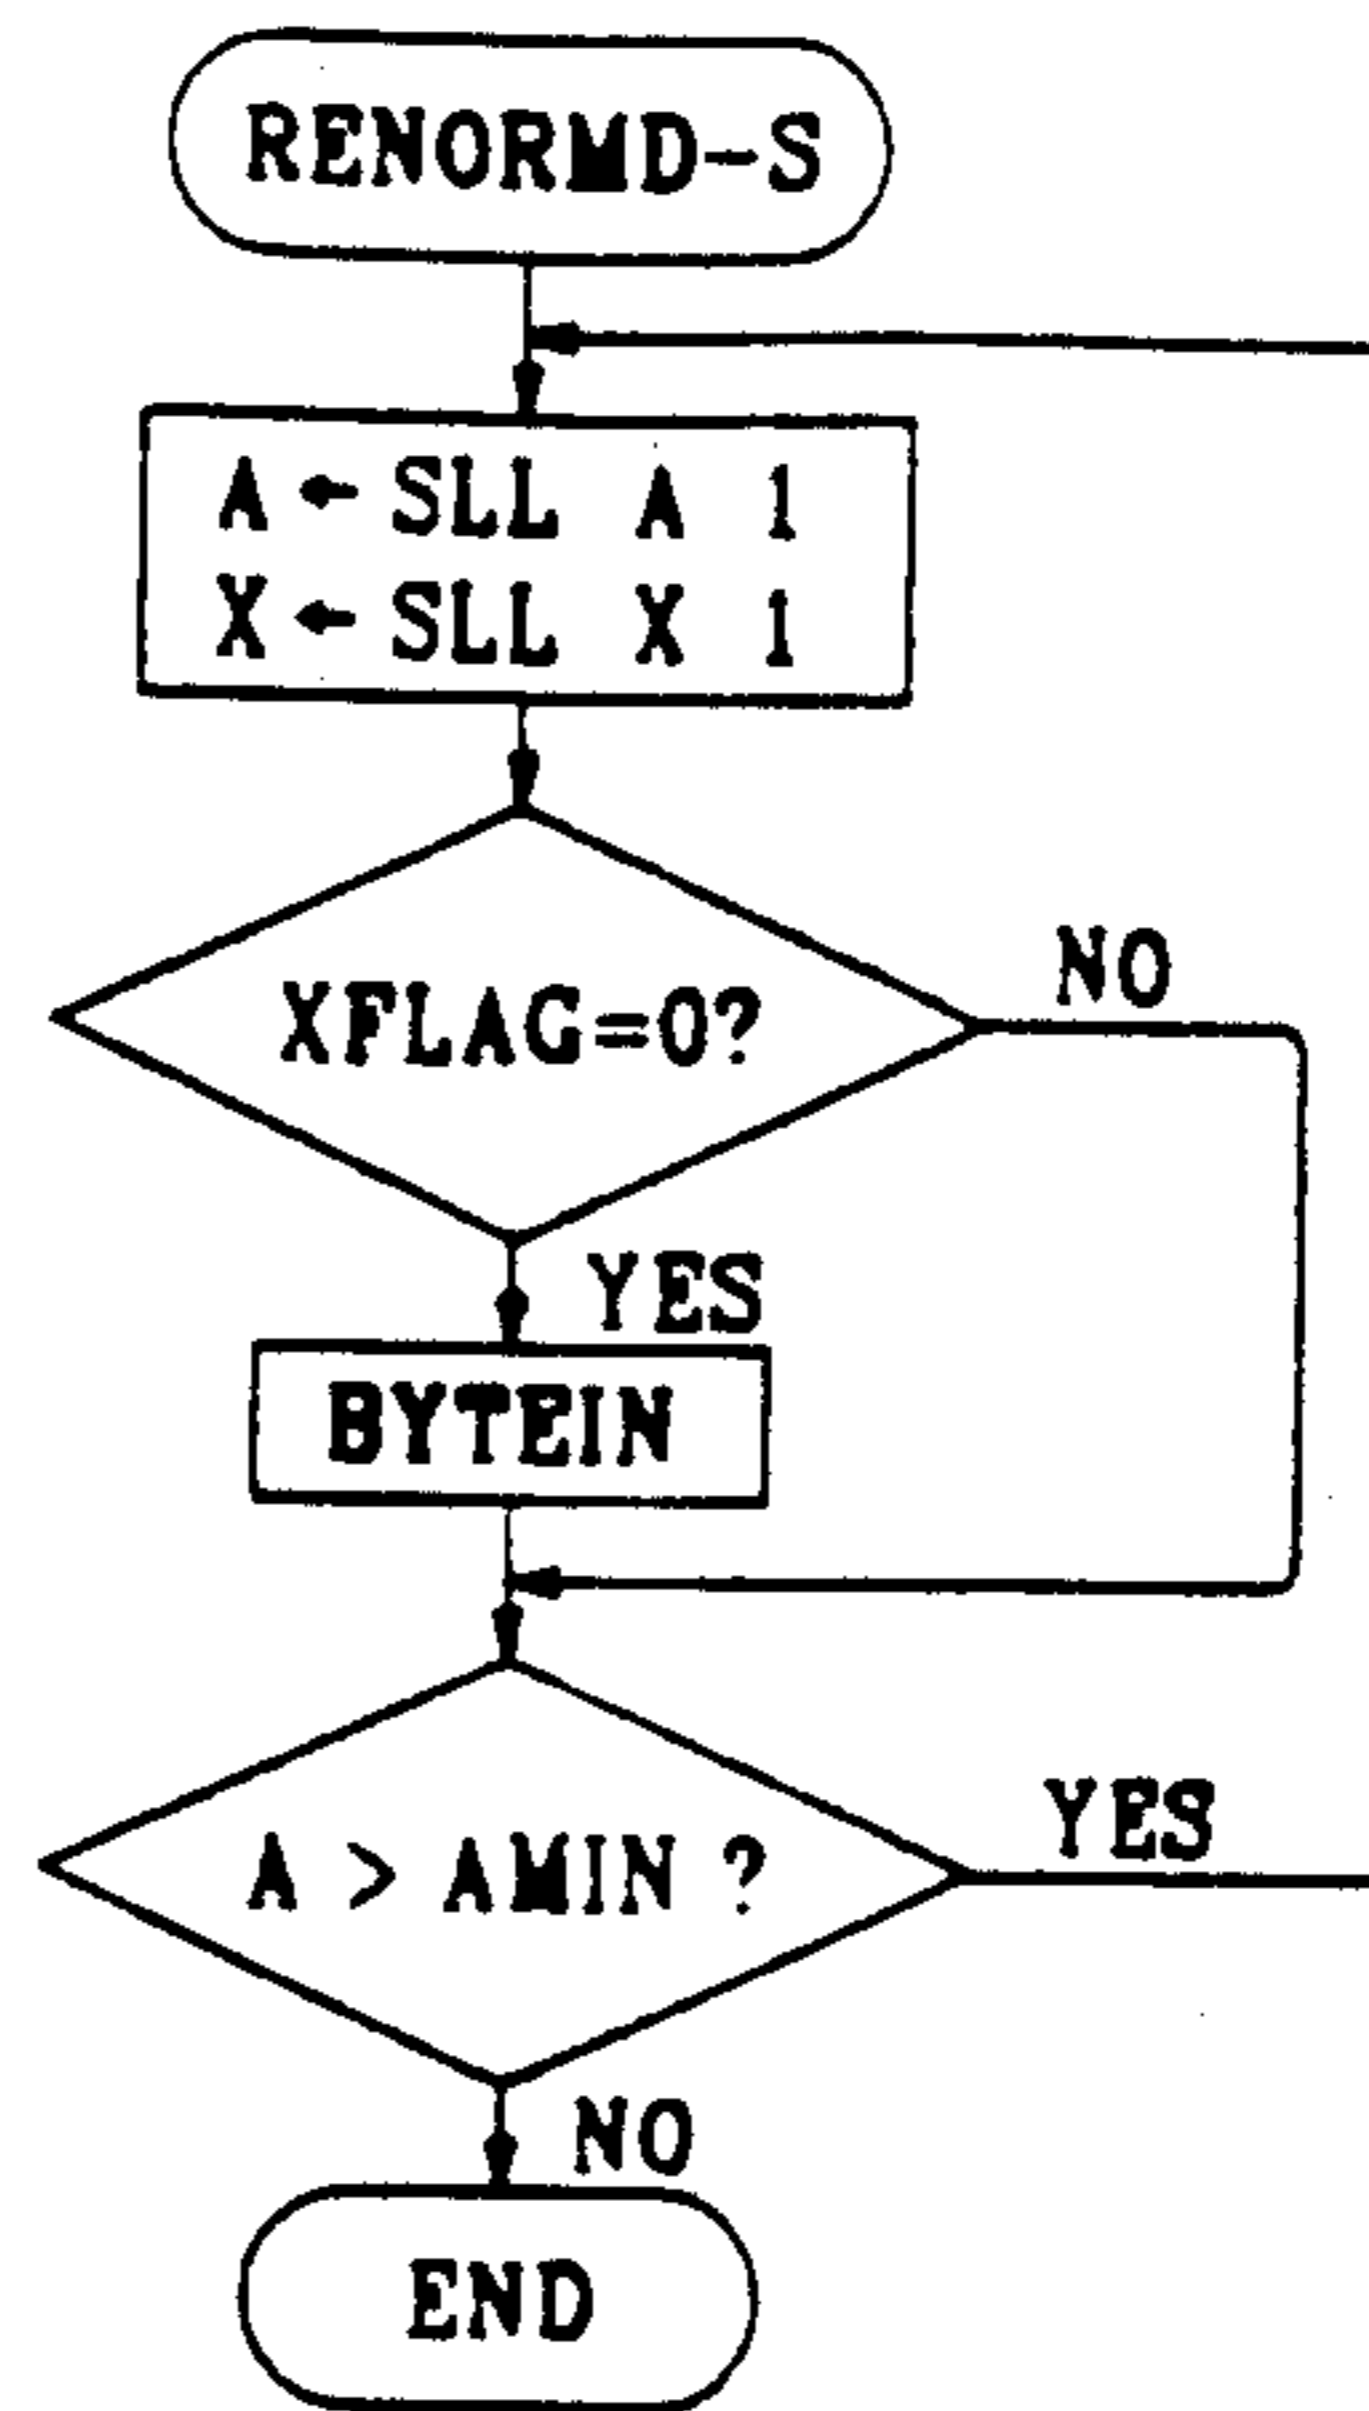 RENORMD-S
A ← SLL A 1
X ← SLL X 1
XFLAG=0?
NO
YES
BYTEIN
A > AMIN ?
YES
NO
END